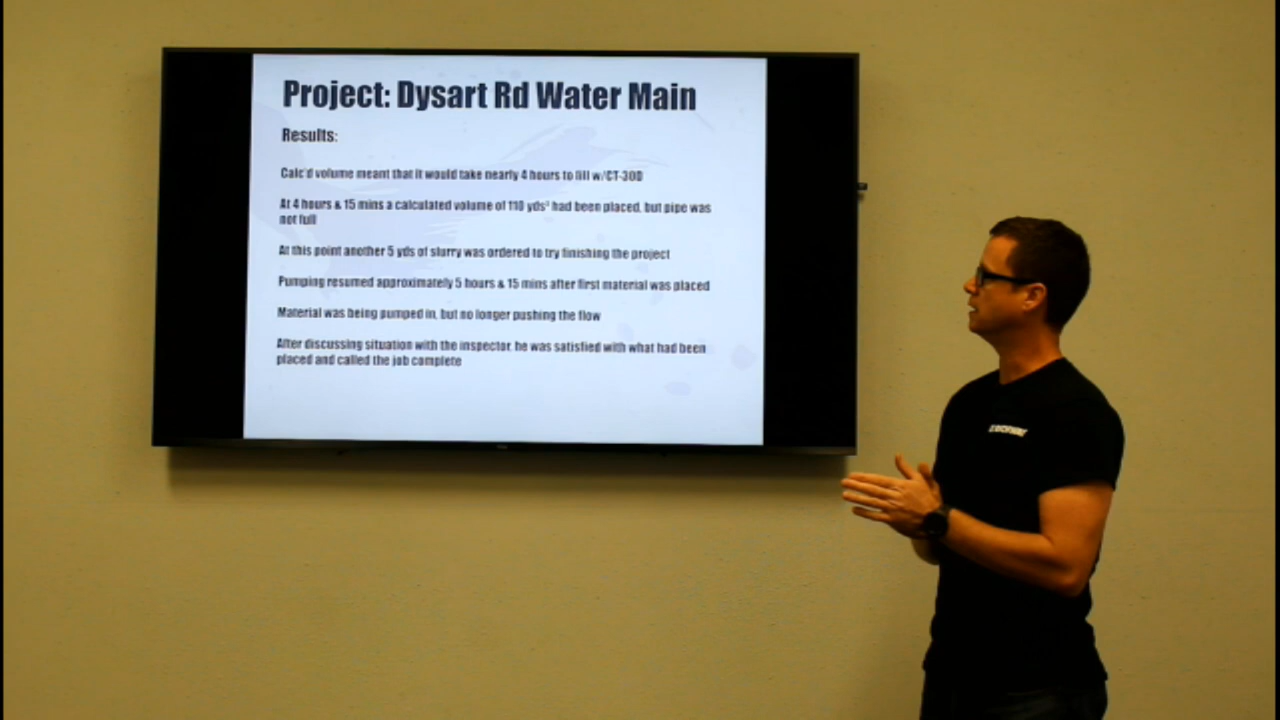 Project: Dysart Rd Water Main
Results:
Calc'd volume meant that it would take nearly 4 hours to fill w/CT-30D
At 4 hours & 15 mins a calculated volume of 110 yds³ had been placed, but pipe was
not full
At this point another 5 yds of slurry was ordered to try finishing the project
Pumping resumed approximately 5 hours & 15 mins after first material was placed
Material was being pumped in, but no longer pushing the flow
After discussing situation with the inspector, he was satisfied with what had been
placed and called the job complete